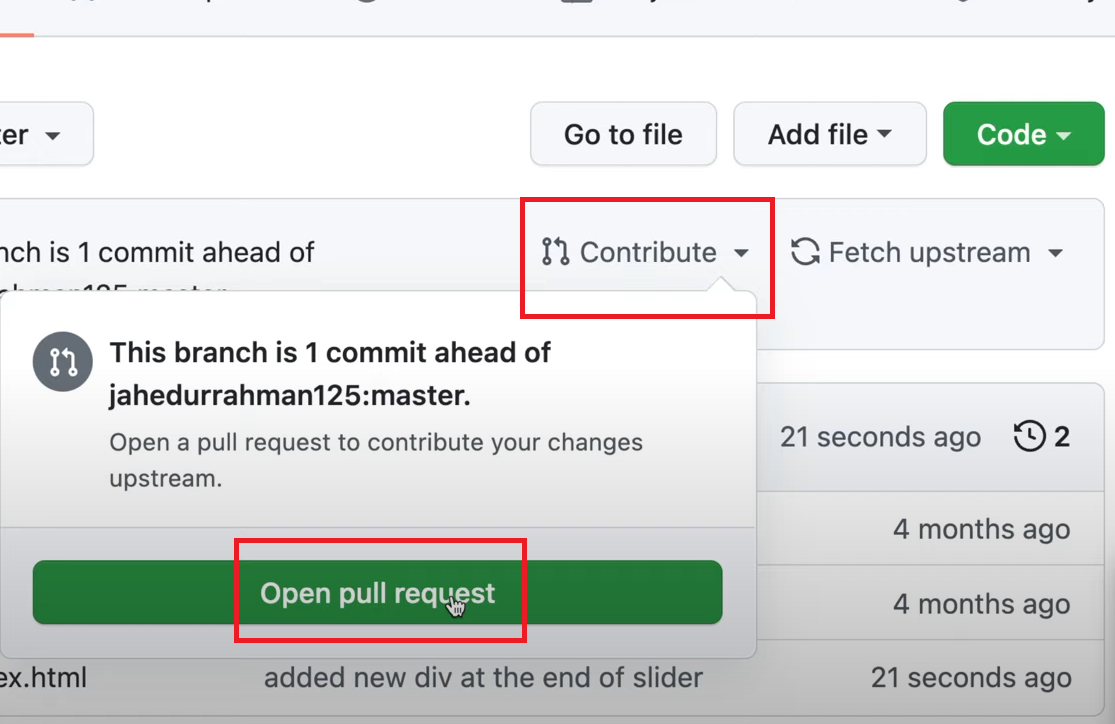 Go to file
Add file
Code
is 1 commit ahead of
Contribute
Fetch upstream
This branch is 1 commit ahead of
jahedurrahman125:master.
Open a pull request to contribute your changes
upstream.
21 seconds ago
2
4 months ago
Open pull request
4 months ago
ex.html
added new div at the end of slider
21 seconds ago